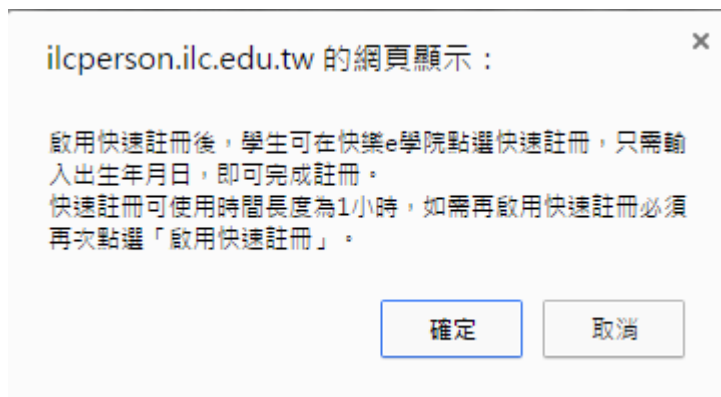 ilcperson.ilc.edu.tw 的網頁顯示：
啟用快速註冊後，學生可在快樂e學院點選快速註冊，只需輸
入出生年月日，即可完成註冊。
快速註冊可使用時間長度為1小時，如需再啟用快速註冊必須
再次點選「啟用快速註冊」。
確定
取消